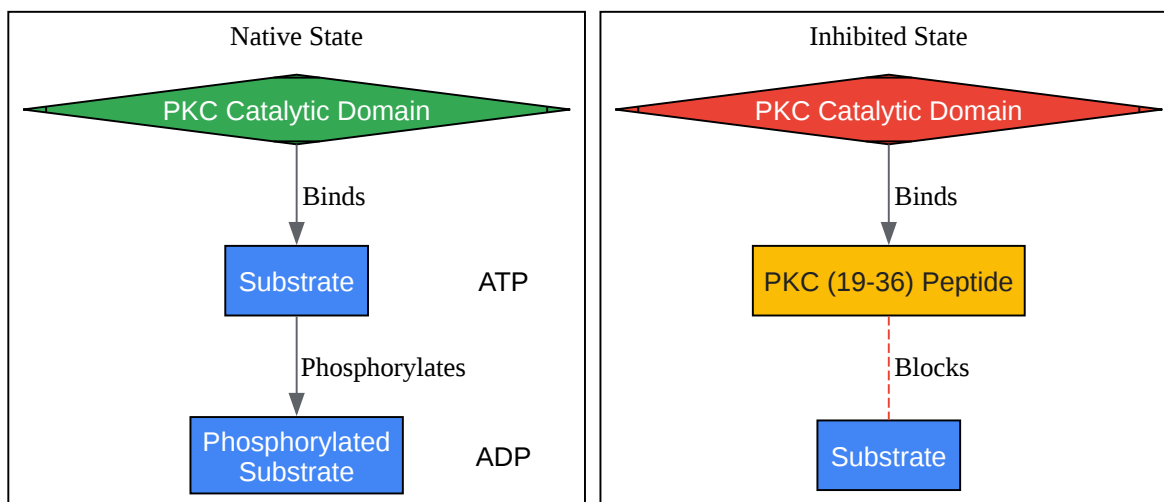 Native State
PKC Catalytic Domain
Binds
Substrate
ATP
Phosphorylates
Phosphorylated
Substrate
ADP
Inhibited State
PKC Catalytic Domain
Binds
PKC (19-36) Peptide
Blocks
Substrate